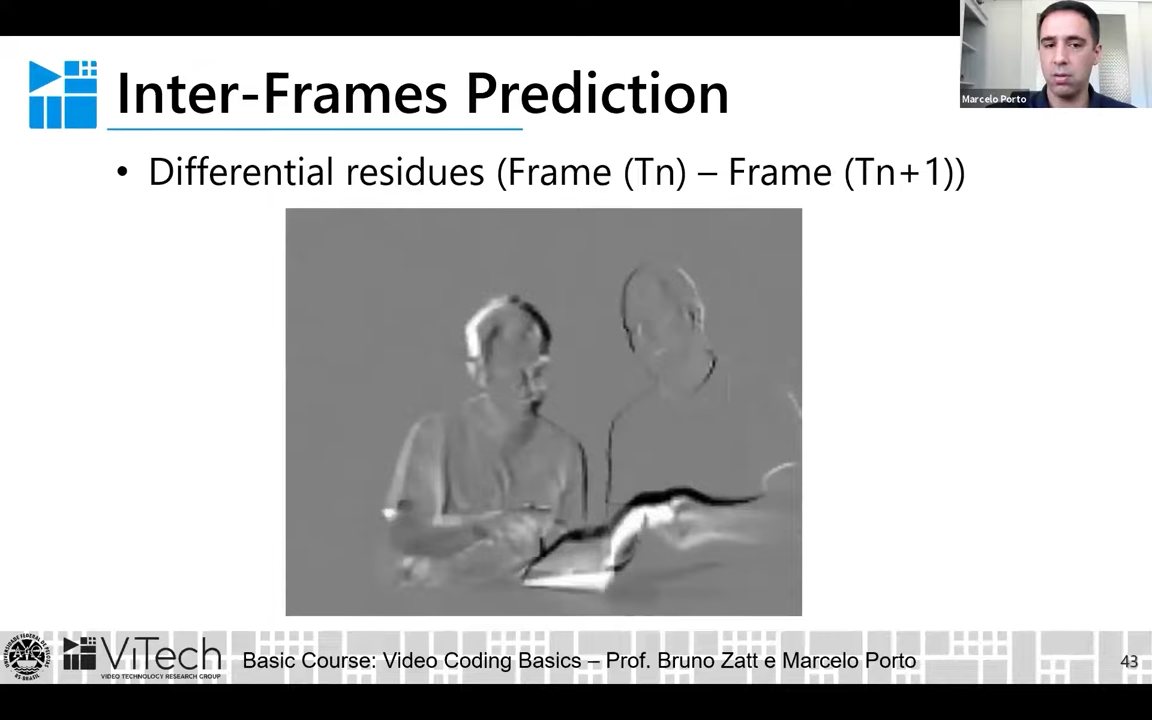 Marcelo Porto
Inter-Frames Prediction
• Differential residues (Frame (Tn) – Frame (Tn+1))
ViTech
VIDEO TECHNOLOGY RESEARCH GROUP
Basic Course: Video Coding Basics – Prof. Bruno Zatt e Marcelo Porto
43